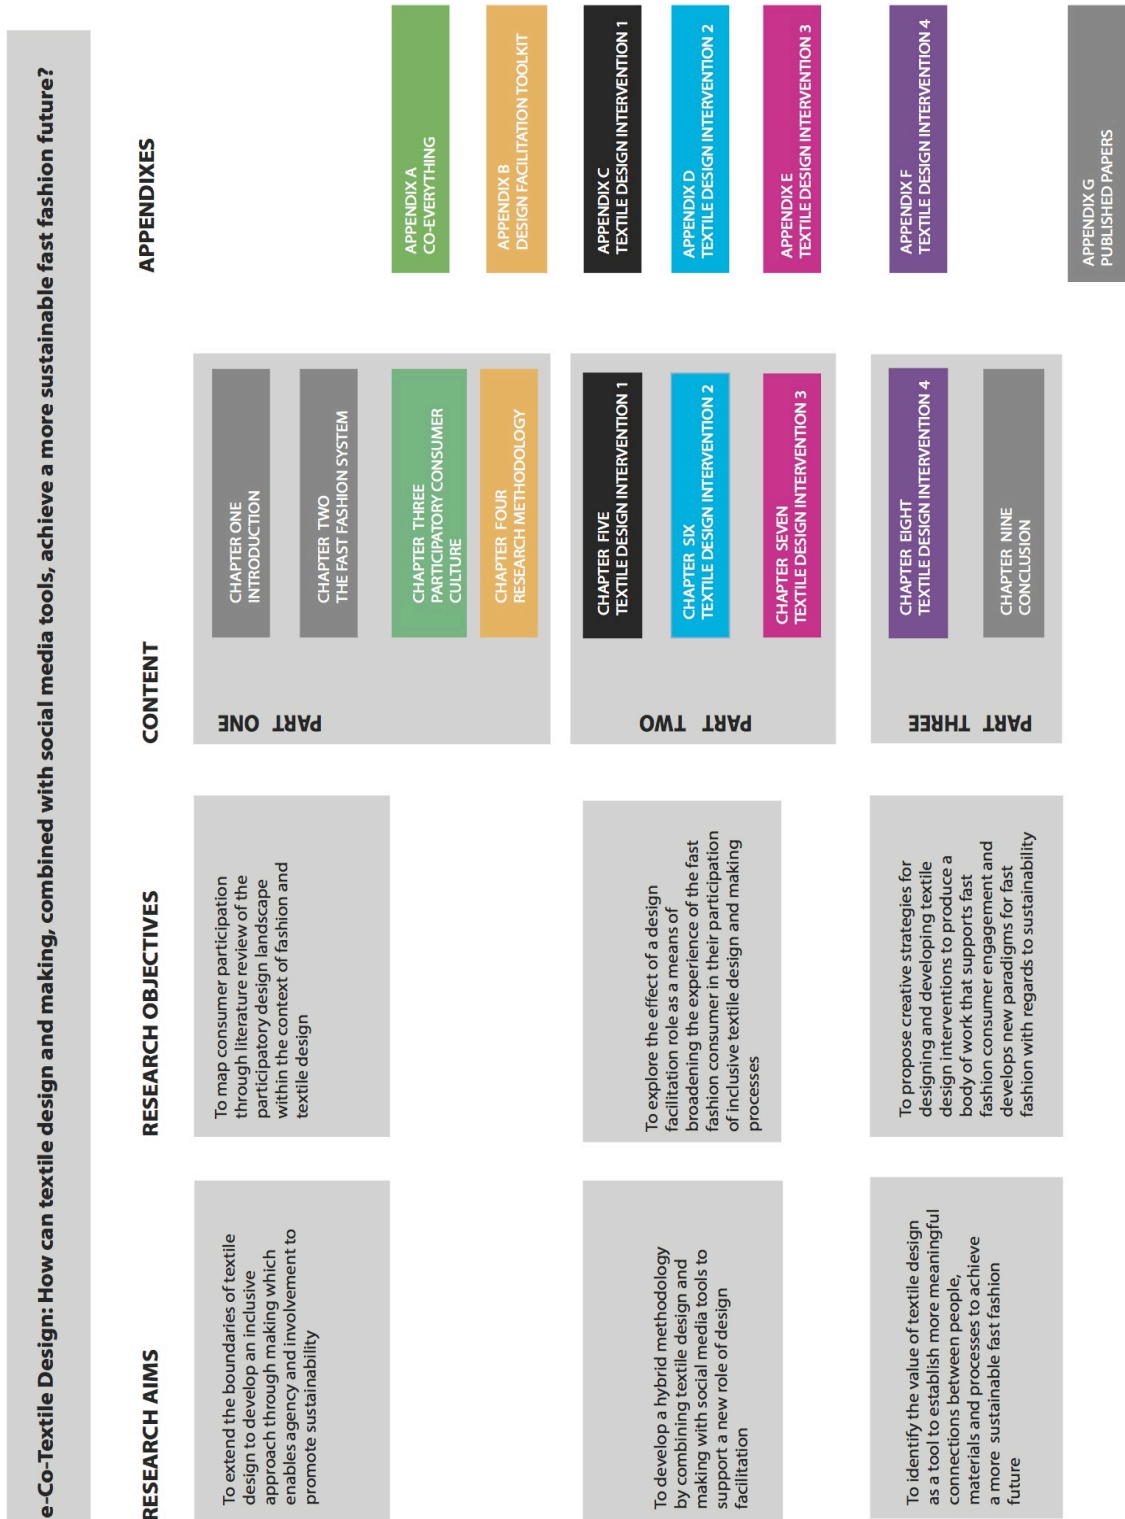 e-Co-Textile Design: How can textile design and making, combined with social media tools, achieve a more sustainable fast fashion future?
RESEARCH AIMS
RESEARCH OBJECTIVES
CONTENT
APPENDIXES
To extend the boundaries of textile
design to develop an inclusive
approach through making which
enables agency and involvement to
promote sustainability
To map consumer participation
through literature review of the
participatory design landscape
within the context of fashion and
textile design
PART ONE
CHAPTER ONE
INTRODUCTION
CHAPTER TWO
THE FAST FASHION SYSTEM
CHAPTER THREE
PARTICIPATORY CONSUMER
CULTURE
APPENDIX A
CO-EVERYTHING
CHAPTER FOUR
RESEARCH METHODOLOGY
APPENDIX B
DESIGN FACILITATION TOOLKIT
To develop a hybrid methodology
by combining textile design and
making with social media tools to
support a new role of design
facilitation
To explore the effect of a design
facilitation role as a means of
broadening the experience of the fast
fashion consumer in their participation
of inclusive textile design and making
processes
PART TWO
CHAPTER FIVE
TEXTILE DESIGN INTERVENTION 1
APPENDIX C
TEXTILE DESIGN INTERVENTION 1
CHAPTER SIX
TEXTILE DESIGN INTERVENTION 2
APPENDIX D
TEXTILE DESIGN INTERVENTION 2
CHAPTER SEVEN
TEXTILE DESIGN INTERVENTION 3
APPENDIX E
TEXTILE DESIGN INTERVENTION 3
To identify the value of textile design
as a tool to establish more meaningful
connections between people,
materials and processes to achieve
a more sustainable fast fashion
future
To propose creative strategies for
designing and developing textile
design interventions to produce a
body of work that supports fast
fashion consumer engagement and
develops new paradigms for fast
fashion with regards to sustainability
PART THREE
CHAPTER EIGHT
TEXTILE DESIGN INTERVENTION 4
APPENDIX F
TEXTILE DESIGN INTERVENTION 4
CHAPTER NINE
CONCLUSION
APPENDIX G
PUBLISHED PAPERS